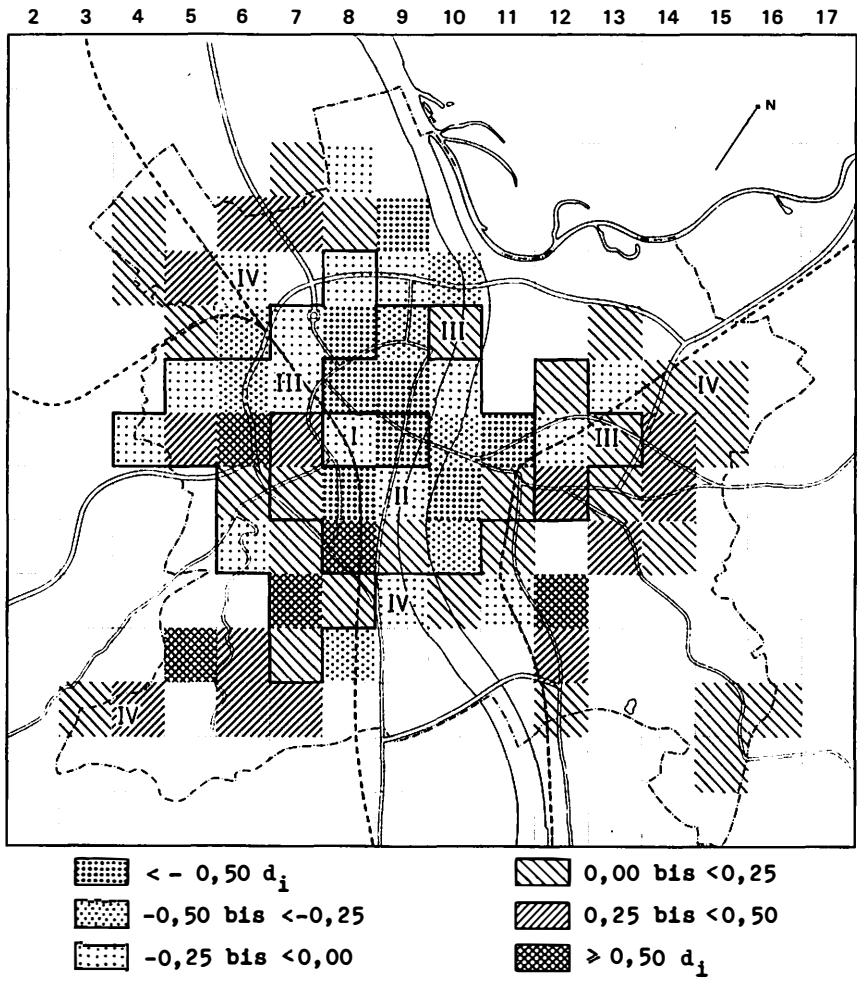 2 3 4 5 6 7 8 9 10 11 12 13 14 15 16 17
N
IV
III
III
IV
I
III
II
IV
IV
< - 0,50 di
0,00 bis <0,25
-0,50 bis <-0,25
0,25 bis <0,50
-0,25 bis <0,00
≥ 0,50 di